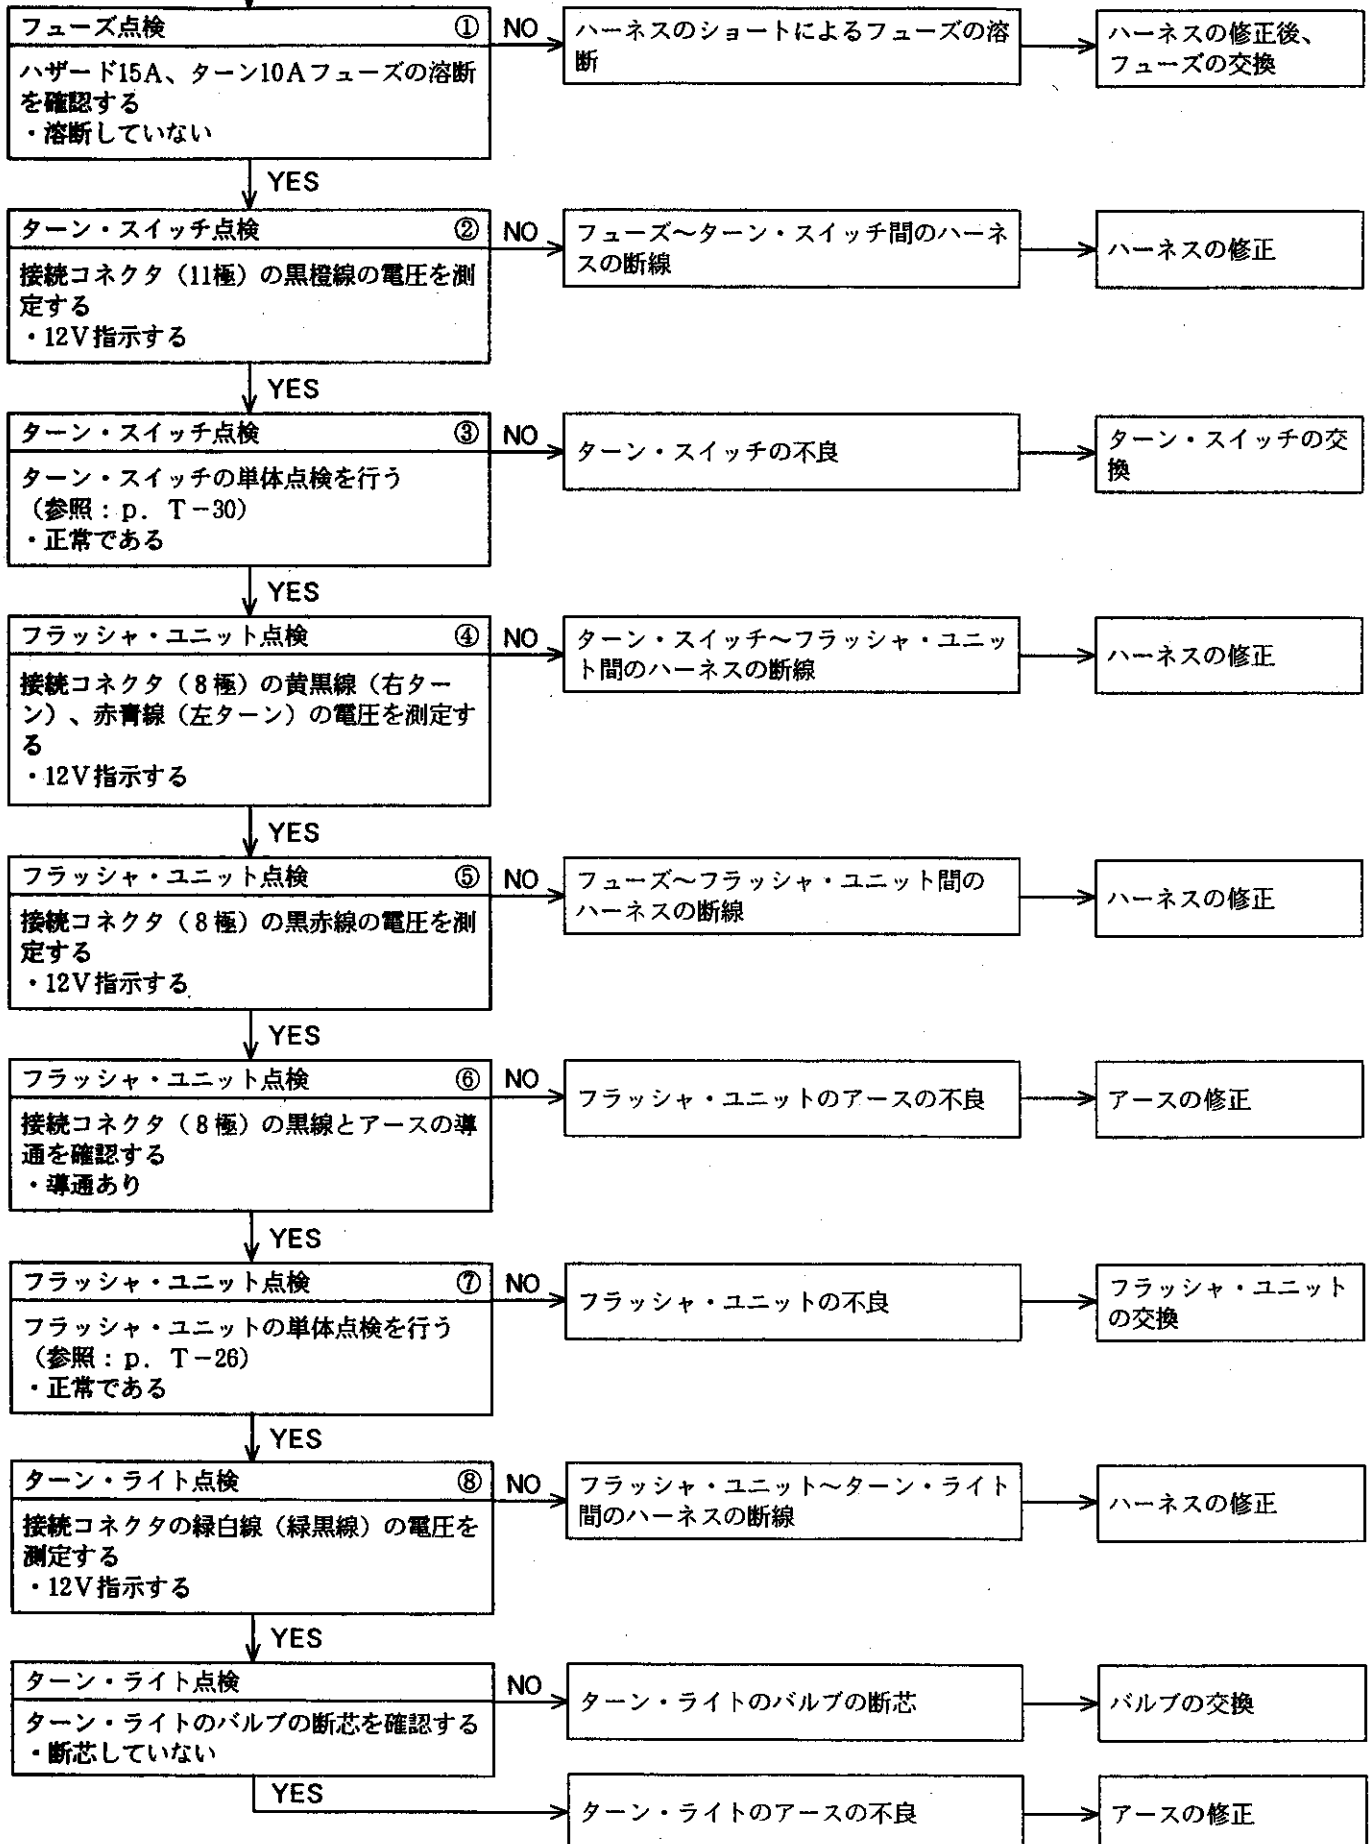 フューズ点検 ①
ハザード15A、ターン10Aフューズの溶断
を確認する
・溶断していない
NO
ハーネスのショートによるフューズの溶
断
ハーネスの修正後、
フューズの交換
YES
ターン・スイッチ点検 ②
接続コネクタ（11極）の黒橙線の電圧を測
定する
・12V指示する
NO
フューズ～ターン・スイッチ間のハーネ
スの断線
ハーネスの修正
YES
ターン・スイッチ点検 ③
ターン・スイッチの単体点検を行う
（参照：p．T－30）
・正常である
NO
ターン・スイッチの不良
ターン・スイッチの交
換
YES
フラッシャ・ユニット点検 ④
接続コネクタ（8極）の黄黒線（右ター
ン）、赤青線（左ターン）の電圧を測定す
る
・12V指示する
NO
ターン・スイッチ～フラッシャ・ユニッ
ト間のハーネスの断線
ハーネスの修正
YES
フラッシャ・ユニット点検 ⑤
接続コネクタ（8極）の黒赤線の電圧を測
定する
・12V指示する
NO
フューズ～フラッシャ・ユニット間の
ハーネスの断線
ハーネスの修正
YES
フラッシャ・ユニット点検 ⑥
接続コネクタ（8極）の黒線とアースの導
通を確認する
・導通あり
NO
フラッシャ・ユニットのアースの不良
アースの修正
YES
フラッシャ・ユニット点検 ⑦
フラッシャ・ユニットの単体点検を行う
（参照：p．T－26）
・正常である
NO
フラッシャ・ユニットの不良
フラッシャ・ユニット
の交換
YES
ターン・ライト点検 ⑧
接続コネクタの緑白線（緑黒線）の電圧を
測定する
・12V指示する
NO
フラッシャ・ユニット～ターン・ライト
間のハーネスの断線
ハーネスの修正
YES
ターン・ライト点検
ターン・ライトのバルブの断芯を確認する
・断芯していない
NO
ターン・ライトのバルブの断芯
バルブの交換
YES
ターン・ライトのアースの不良
アースの修正